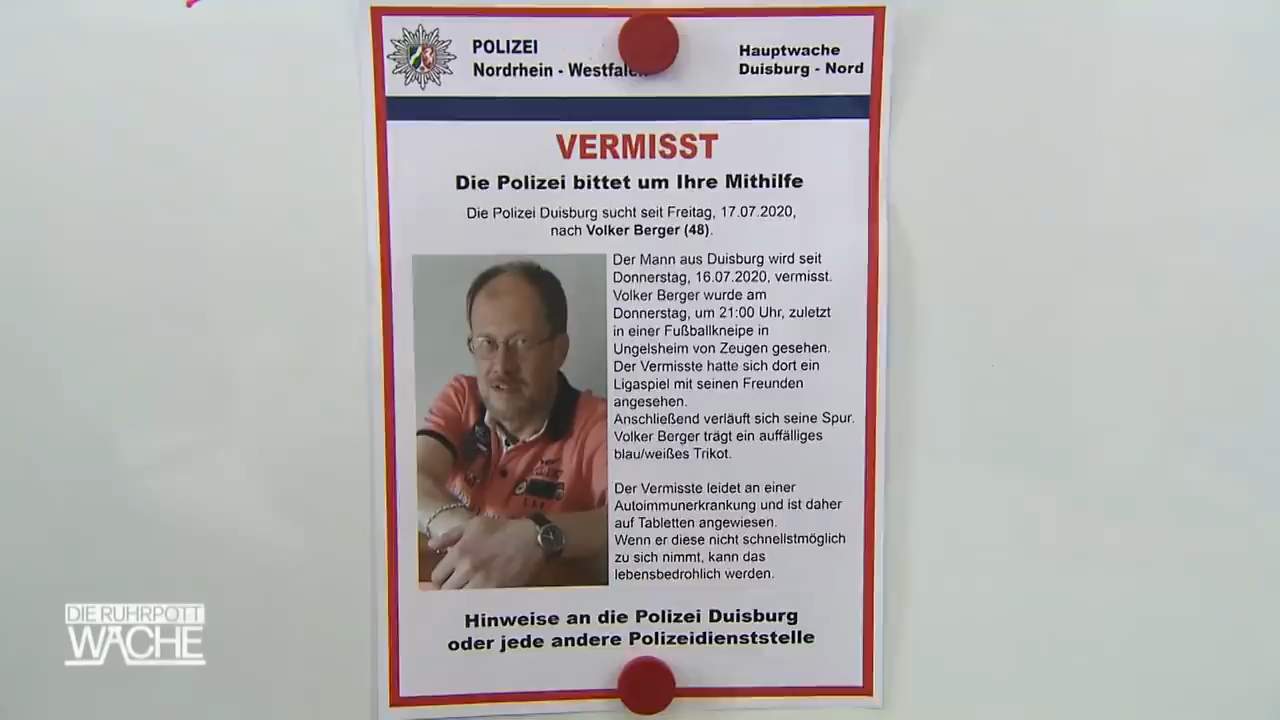 POLIZEI
Nordrhein - Westfalen
Hauptwache
Duisburg - Nord
VERMISST
Die Polizei bittet um Ihre Mithilfe
Die Polizei Duisburg sucht seit Freitag, 17.07.2020,
nach Volker Berger (48).
Der Mann aus Duisburg wird seit
Donnerstag, 16.07.2020, vermisst.
Volker Berger wurde am
Donnerstag, um 21:00 Uhr, zuletzt
in einer Fußballkneipe in
Ungelsheim von Zeugen gesehen.
Der Vermisste hatte sich dort ein
Ligaspiel mit seinen Freunden
angesehen.
Anschließend verläuft sich seine Spur.
Volker Berger trägt ein auffälliges
blau/weißes Trikot.
Der Vermisste leidet an einer
Autoimmunerkrankung und ist daher
auf Tabletten angewiesen.
Wenn er diese nicht schnellstmöglich
zu sich nimmt, kann das
lebensbedrohlich werden.
Hinweise an die Polizei Duisburg
oder jede andere Polizeidienststelle
DIE RUHRPOTT
WACHE